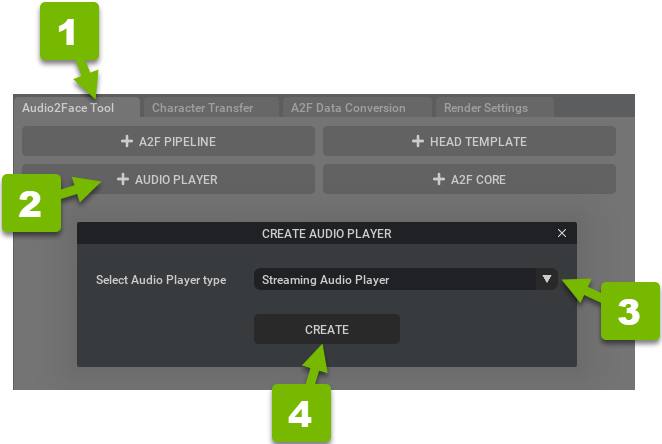 1
Audio2Face Tool
Character Transfer
A2F Data Conversion
Render Settings
+ A2F PIPELINE
+ HEAD TEMPLATE
2
+ AUDIO PLAYER
+ A2F CORE
CREATE AUDIO PLAYER
Select Audio Player type
Streaming Audio Player
3
CREATE
4